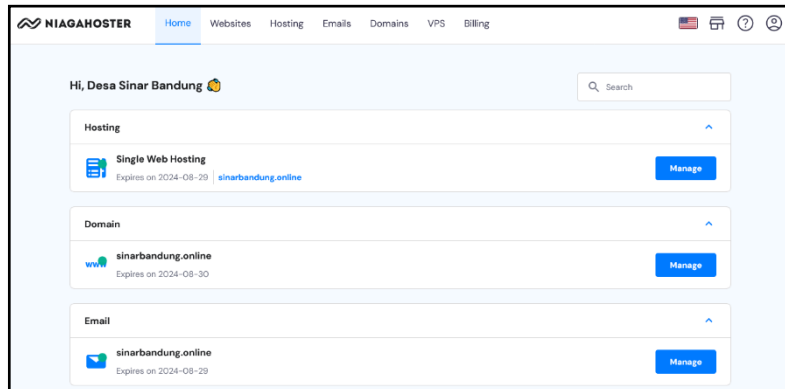 NIAGAHOSTER Home Websites Hosting Emails Domains VPS Billing
Hi, Desa Sinar Bandung
Search
Hosting
Single Web Hosting
Expires on 2024-08-29 sinarbandung.online
Manage
Domain
www
sinarbandung.online
Expires on 2024-08-30
Manage
Email
sinarbandung.online
Expires on 2024-08-29
Manage